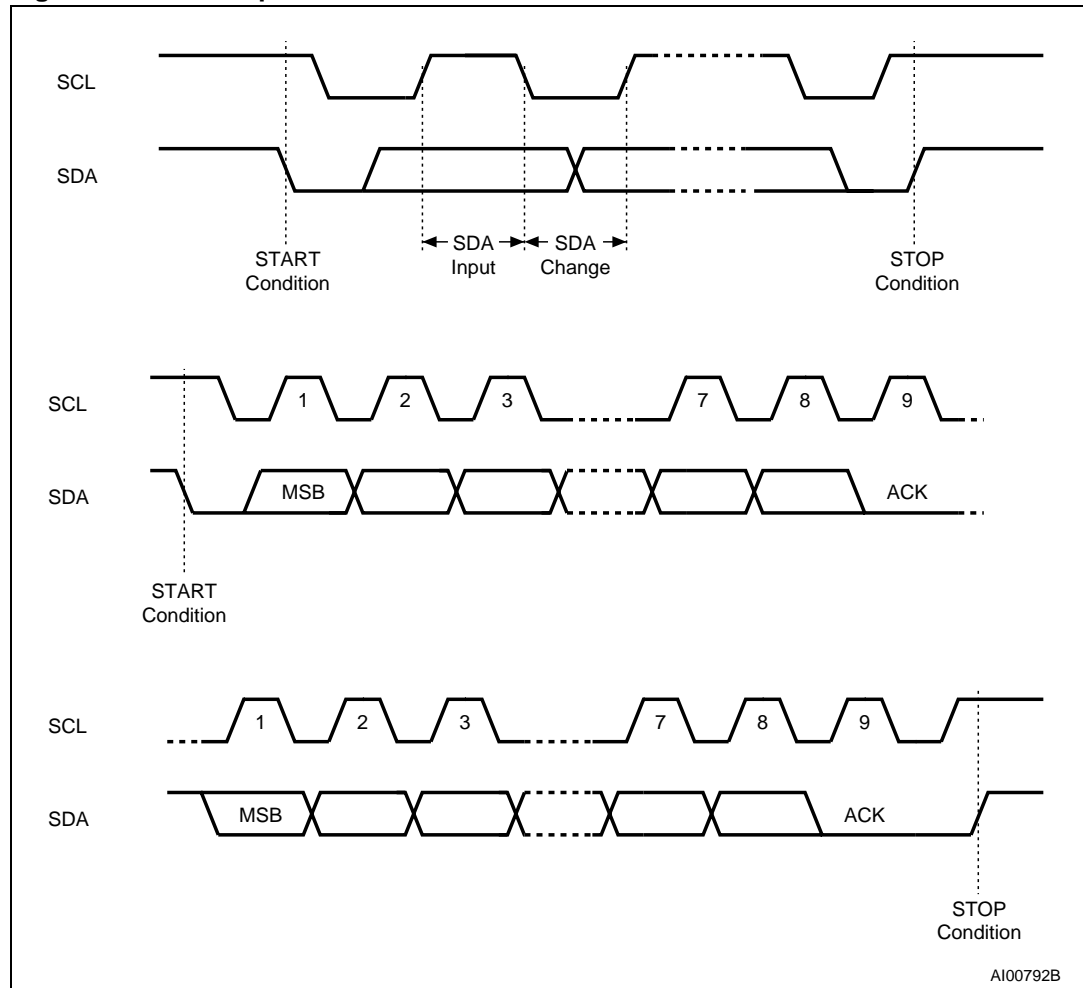 SCL
SDA
SDA
Input
SDA
Change
START
Condition
STOP
Condition
SCL
1 2 3 7 8 9
SDA
MSB
ACK
START
Condition
SCL
1 2 3 7 8 9
SDA
MSB
ACK
STOP
Condition
AI00792B